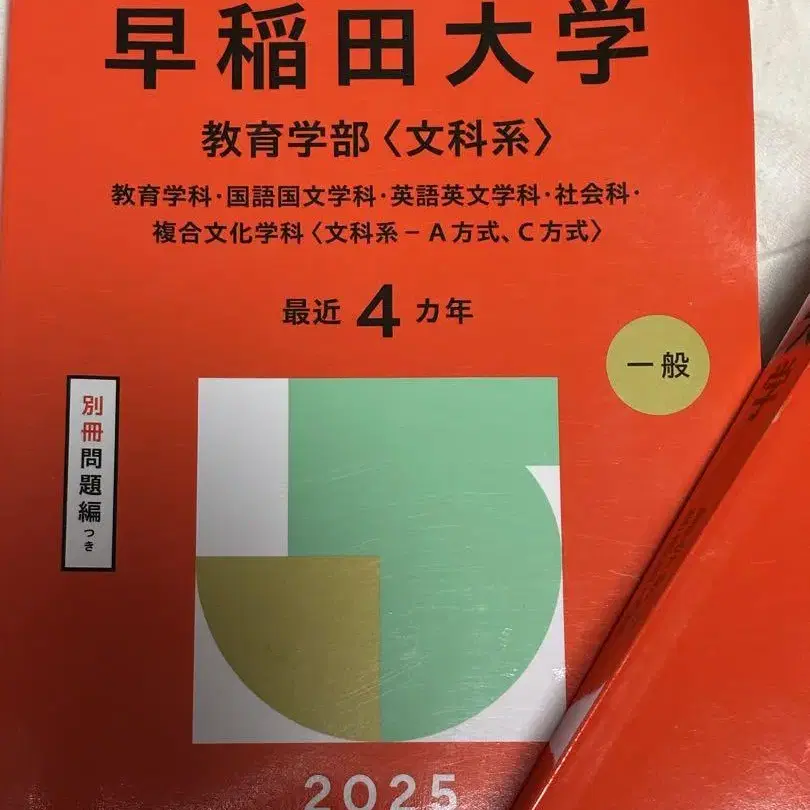 早稲田大学
教育学部〈文科系〉
教育学科・国語国文学科・英語英文学科・社会科・
複合文化学科〈文科系－A方式、C方式〉
最近4カ年
一般
別冊問題編つき
2025
学